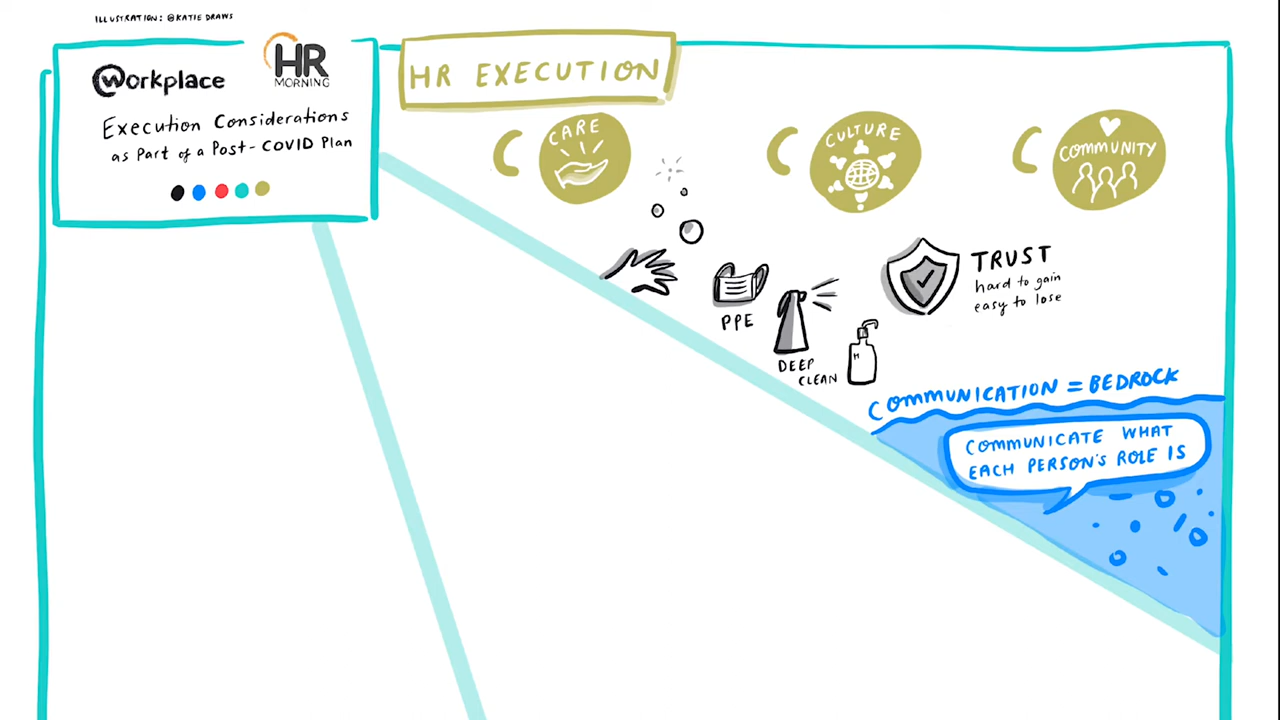 ILLUSTRATION: @KATIE DRAWS
@Workplace
HR
MORNING
Execution Considerations
as Part of a Post-COVID Plan
HR EXECUTION
C
CARE
C
CULTURE
C
COMMUNITY
TRUST
hard to gain
easy to lose
PPE
DEEP
CLEAN
H
COMMUNICATION = BEDROCK
COMMUNICATE WHAT
EACH PERSON'S ROLE IS